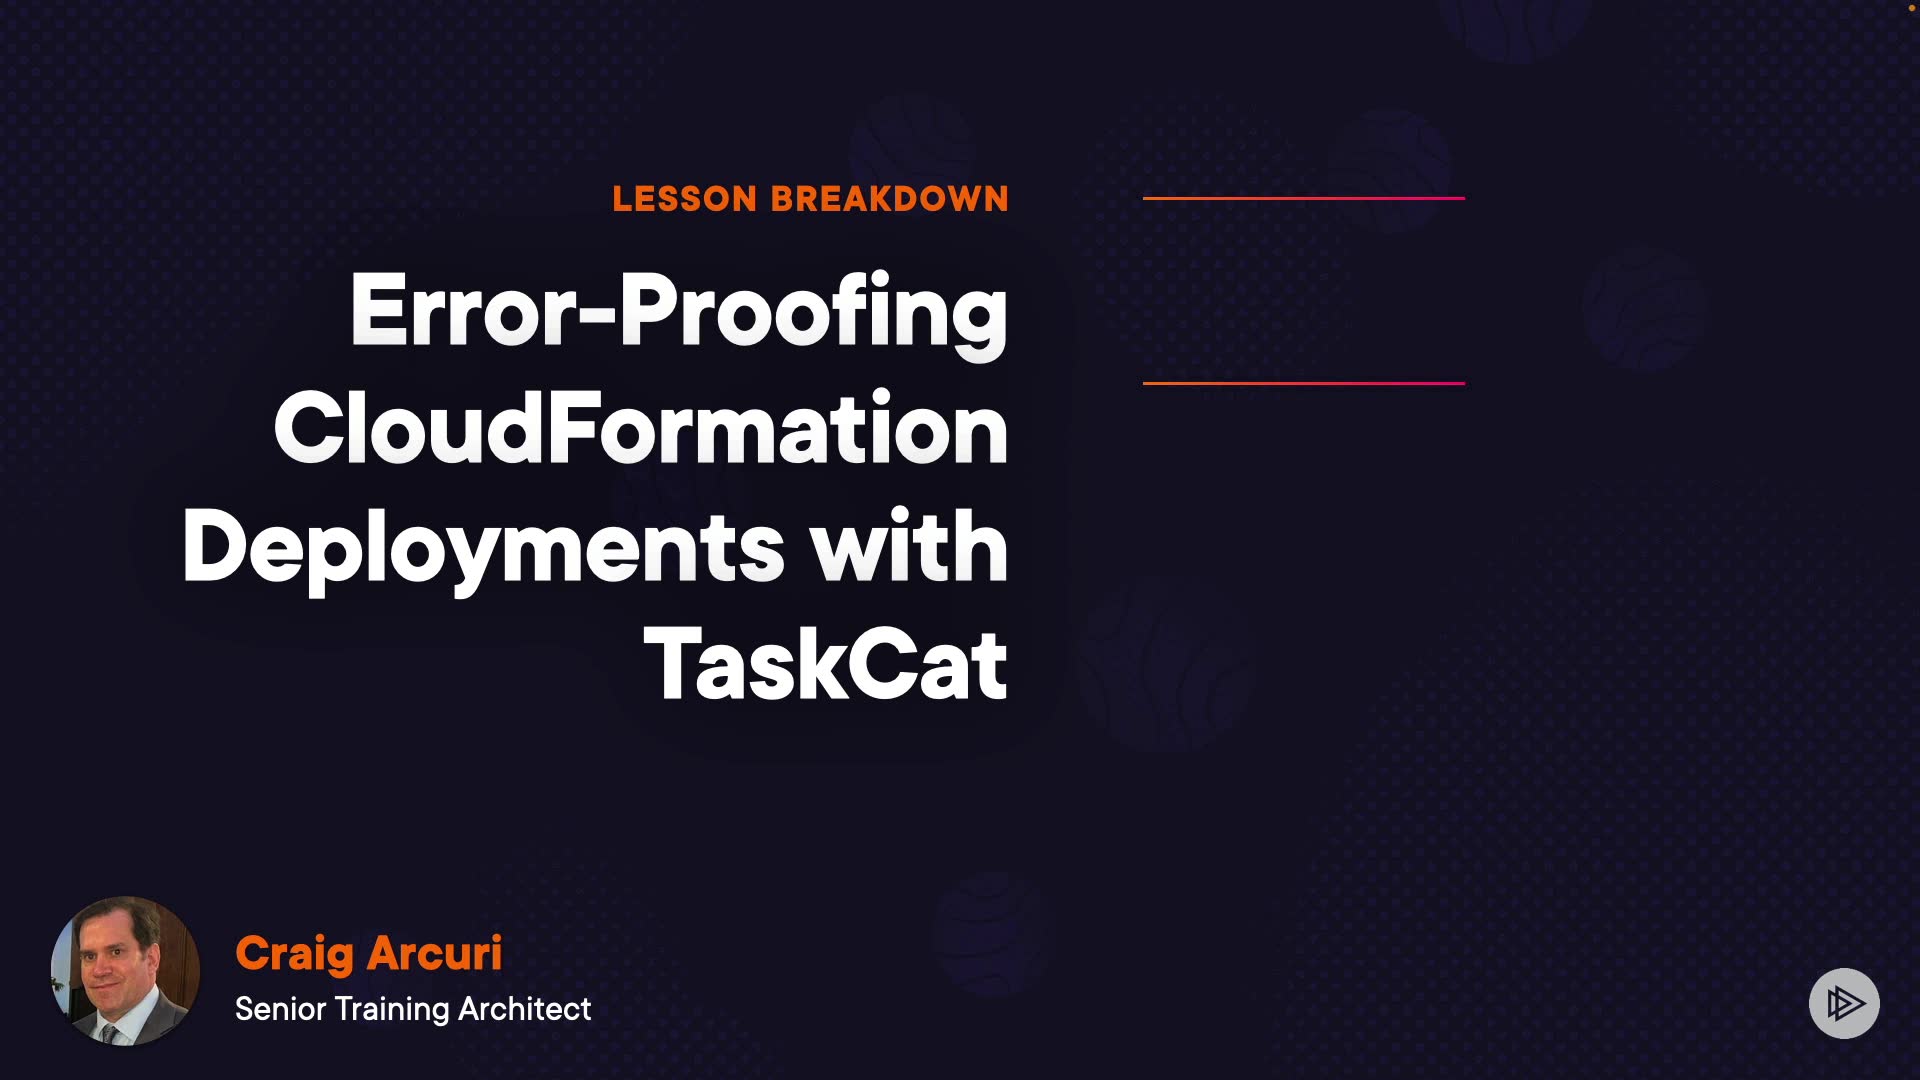 LESSON BREAKDOWN
Error-Proofing
CloudFormation
Deployments with
TaskCat
Craig Arcuri
Senior Training Architect